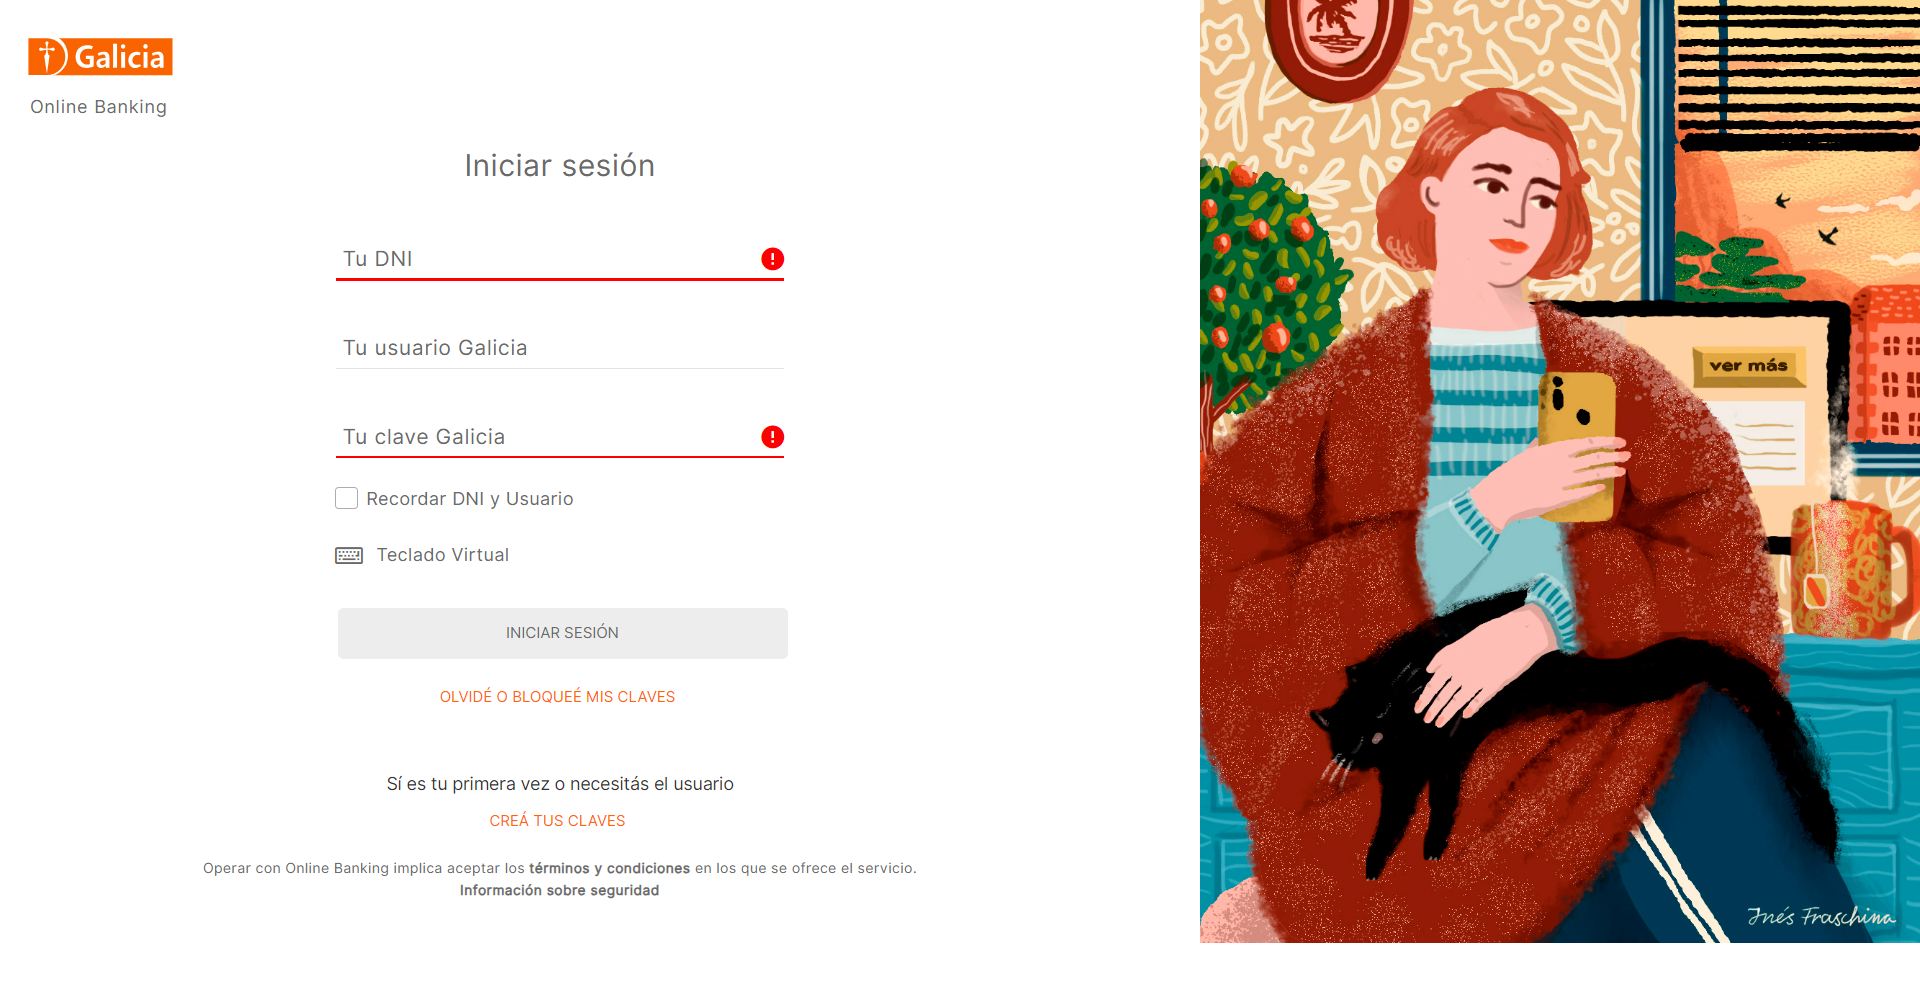 Galicia
Online Banking
Iniciar sesión
Tu DNI
Tu usuario Galicia
Tu clave Galicia
Recordar DNI y Usuario
Teclado Virtual
INICIAR SESIÓN
OLVIDÉ O BLOQUEÉ MIS CLAVES
Sí es tu primera vez o necesitás el usuario
CREÁ TUS CLAVES
Operar con Online Banking implica aceptar los términos y condiciones en los que se ofrece el servicio.
Información sobre seguridad
ver más
Inés Fraschina